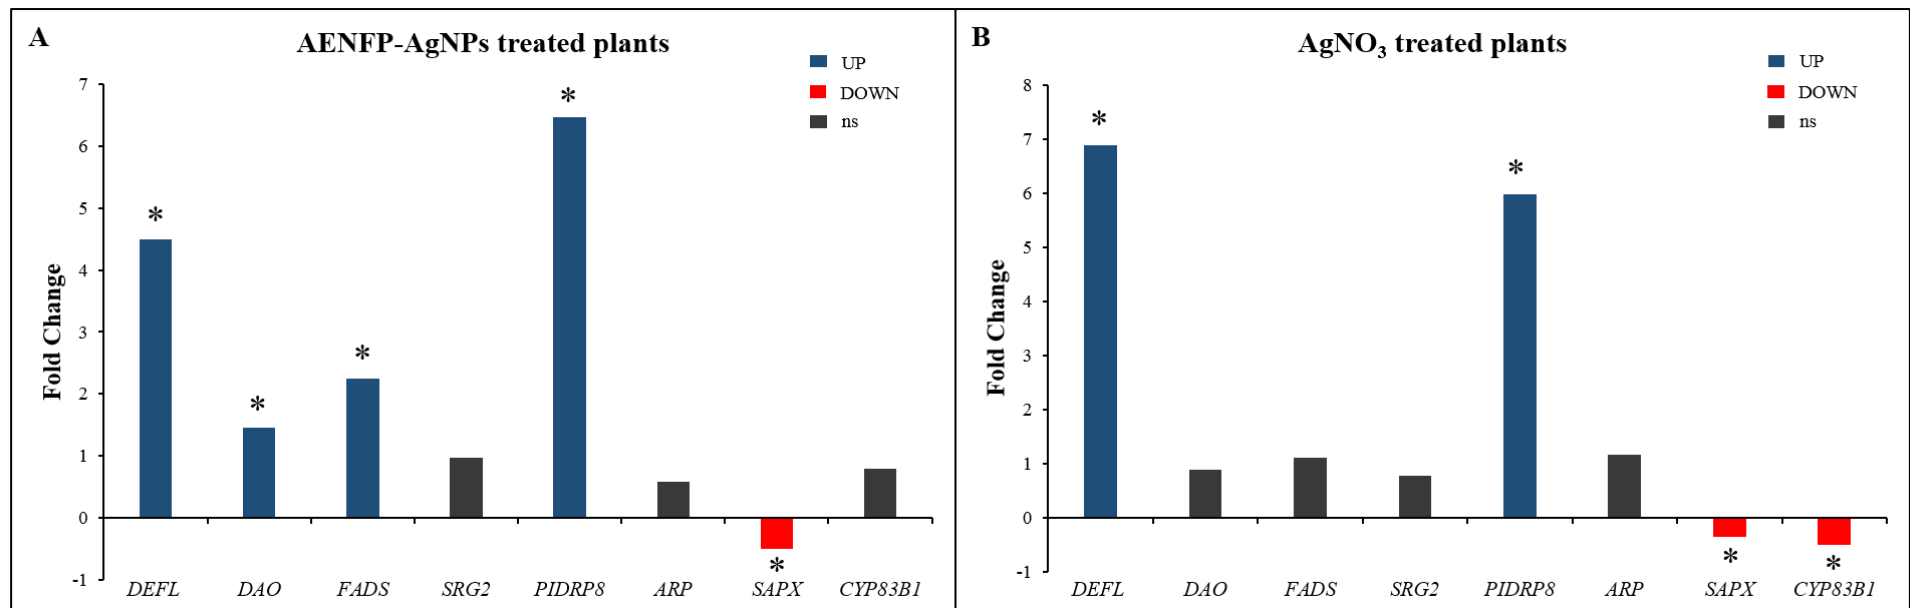 A
AENFP-AgNPs treated plants
UP
DOWN
ns
7
6
5
4
3
2
1
0
-1
Fold Change
*
*
*
*
*
DEFL DAO FADS SRG2 PIDRP8 ARP SAPX CYP83B1
B
AgNO₃ treated plants
UP
DOWN
ns
8
7
6
5
4
3
2
1
0
-1
Fold Change
*
*
*
*
DEFL DAO FADS SRG2 PIDRP8 ARP SAPX CYP83B1